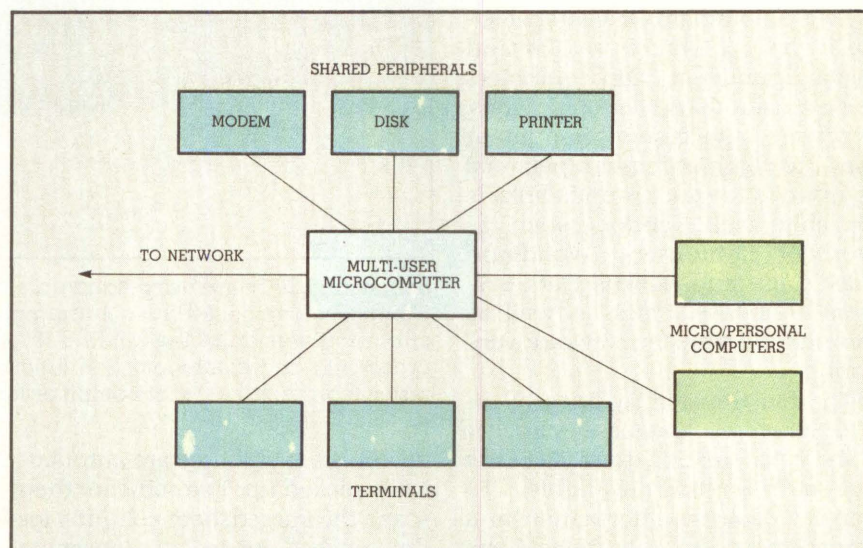 SHARED PERIPHERALS
MODEM
DISK
PRINTER
TO NETWORK
MULTI-USER
MICROCOMPUTER
MICRO/PERSONAL
COMPUTERS
TERMINALS